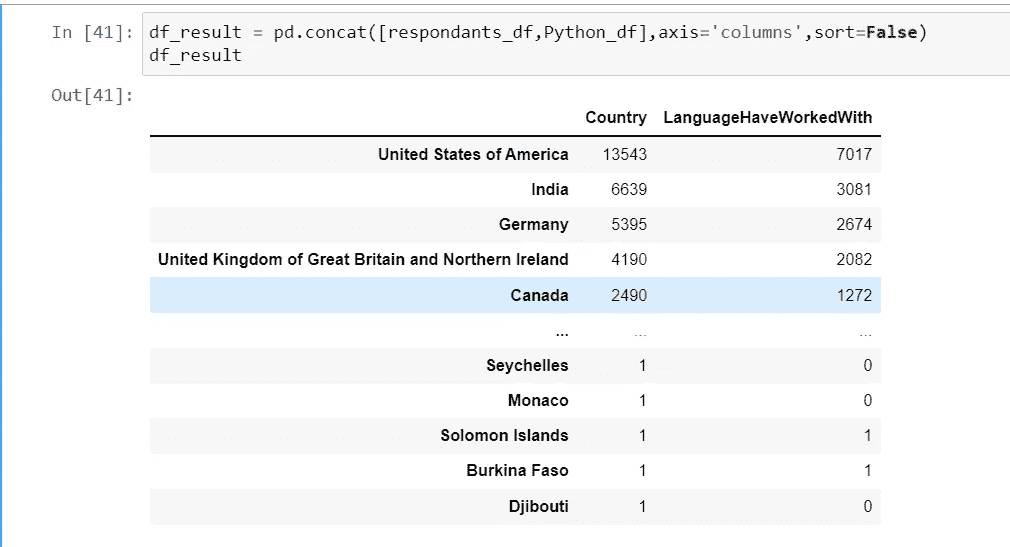 In [41]: df_result = pd.concat([respondants_df,Python_df],axis='columns',sort=False)
df_result
Out[41]:
Country LanguageHaveWorkedWith
United States of America 13543 7017
India 6639 3081
Germany 5395 2674
United Kingdom of Great Britain and Northern Ireland 4190 2082
Canada 2490 1272
... ... ...
Seychelles 1 0
Monaco 1 0
Solomon Islands 1 1
Burkina Faso 1 1
Djibouti 1 0